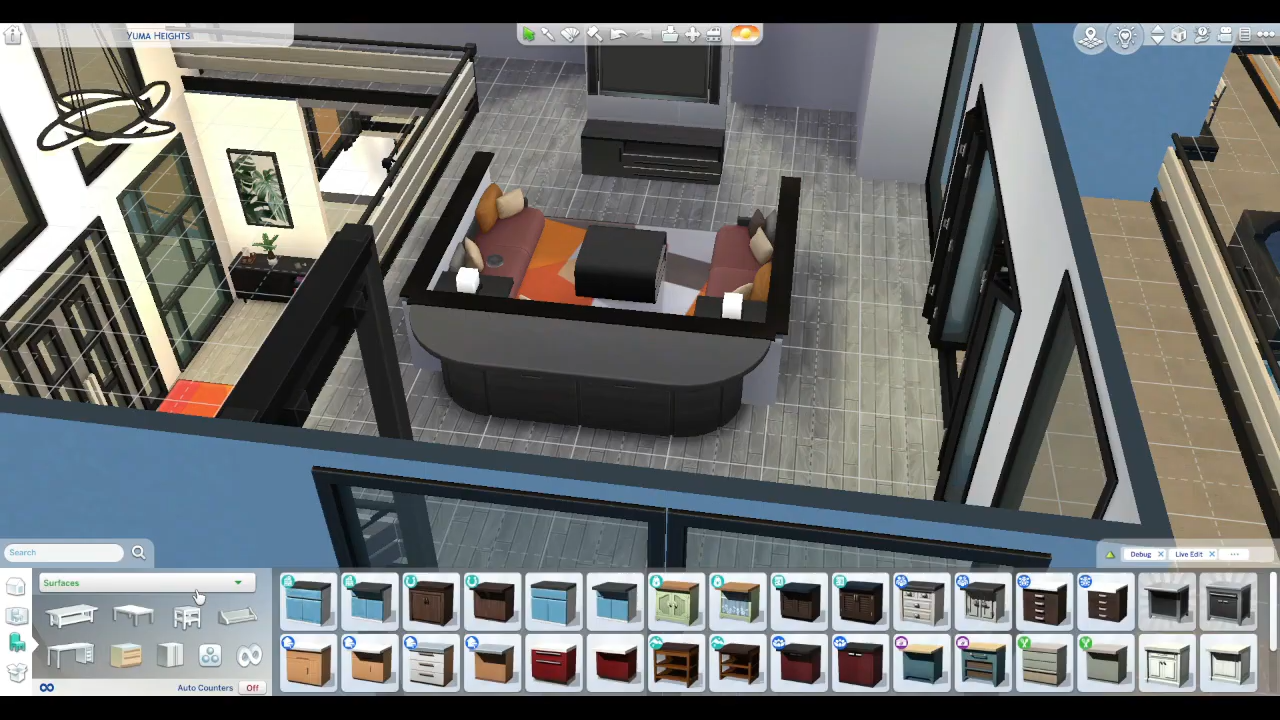 YUMA HEIGHTS
Search
Debug
Live Edit
Surfaces
Auto Counters
Off